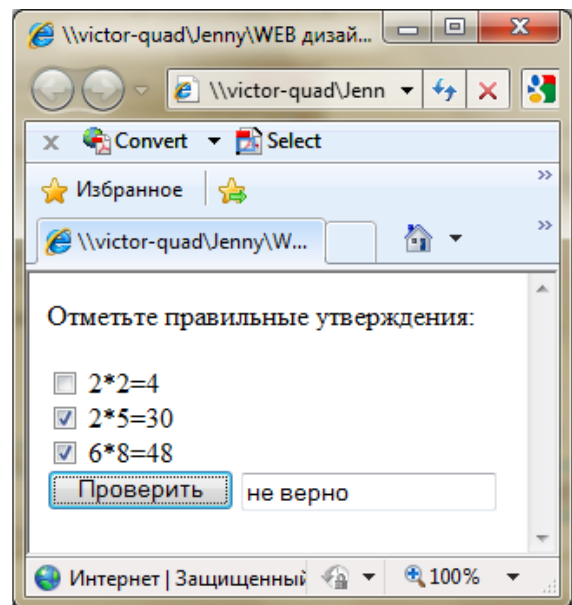 \\victor-quad\Jenny\WEB дизай...
\\victor-quad\Jenn
x Convert Select
Избранное »
\\victor-quad\Jenny\W... »
Отметьте правильные утверждения:
2*2=4
2*5=30
6*8=48
Проверить не верно
Интернет | Защищенный 100%